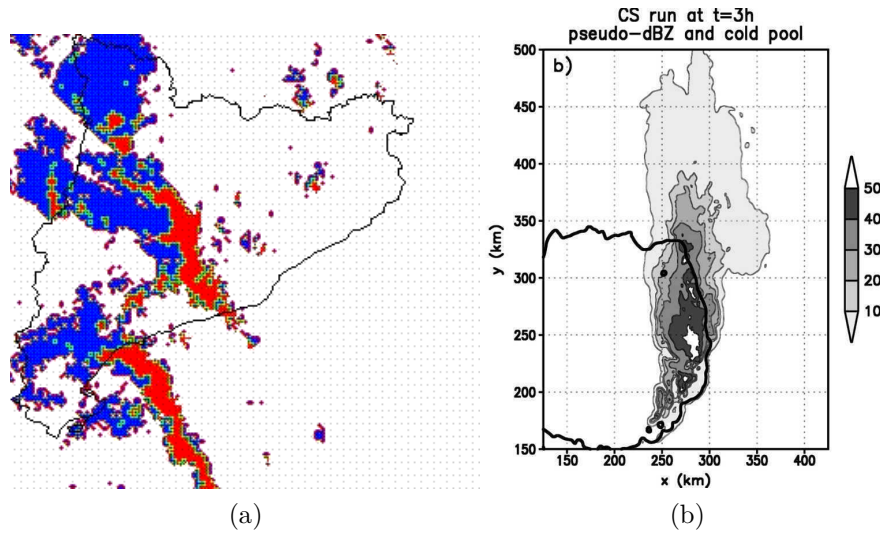 CS run at t=3h
pseudo-dBZ and cold pool
b)
500
450
400
350
300
250
200
150
y (km)
150 200 250 300 350 400
x (km)
50
40
30
20
10
(a)
(b)